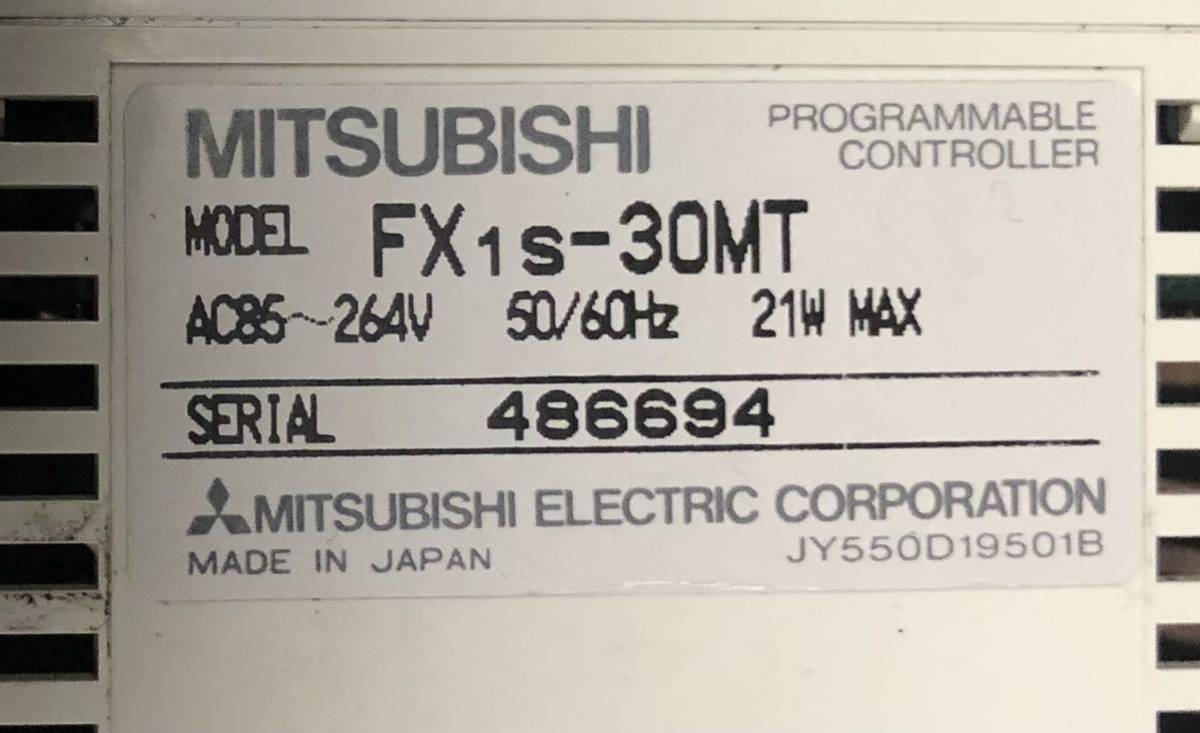 MITSUBISHI
PROGRAMMABLE
CONTROLLER
MODEL FX1S-30MT
AC85~264V 50/60Hz 21W MAX
SERIAL 486694
MITSUBISHI ELECTRIC CORPORATION
MADE IN JAPAN JY550D19501B